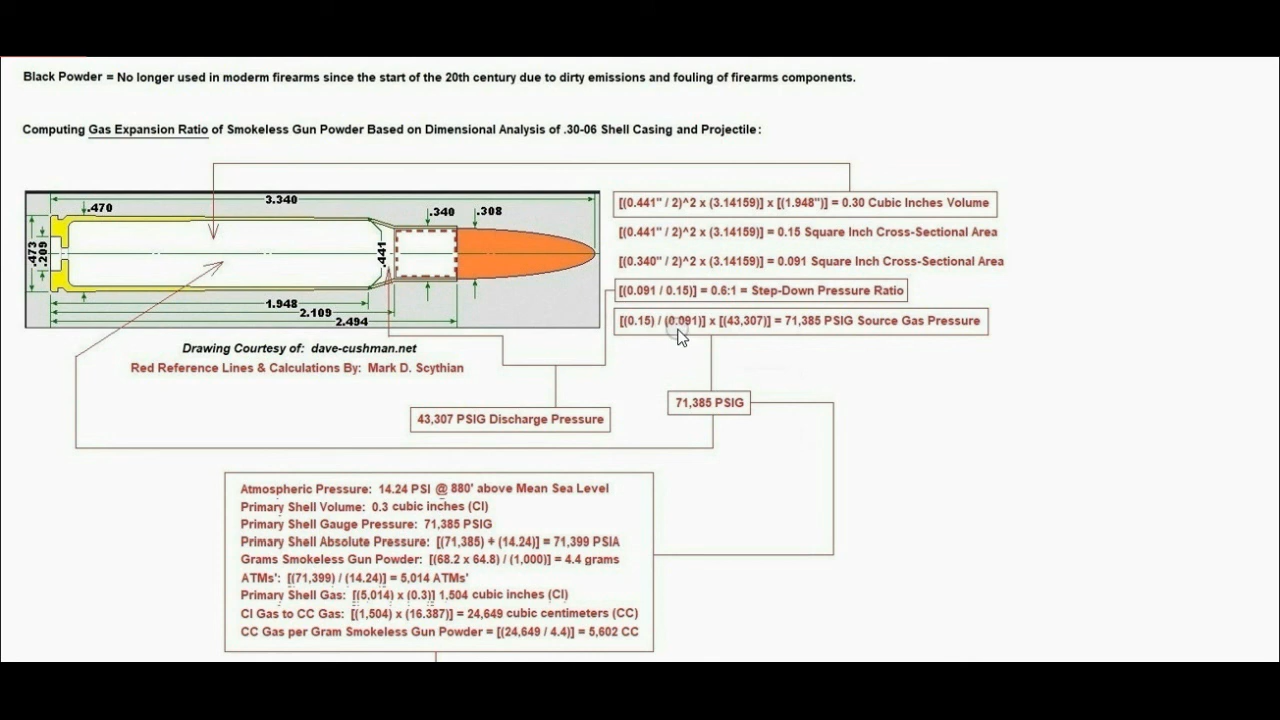 Black Powder = No longer used in moderm firearms since the start of the 20th century due to dirty emissions and fouling of firearms components.
Computing Gas Expansion Ratio of Smokeless Gun Powder Based on Dimensional Analysis of .30-06 Shell Casing and Projectile:
3.340
.470
.340
.308
.473
.209
.441
1.948
2.109
2.494
[(0.441" / 2)^2 x (3.14159)] x [(1.948")] = 0.30 Cubic Inches Volume
[(0.441" / 2)^2 x (3.14159)] = 0.15 Square Inch Cross-Sectional Area
[(0.340" / 2)^2 x (3.14159)] = 0.091 Square Inch Cross-Sectional Area
[(0.091 / 0.15)] = 0.6:1 = Step-Down Pressure Ratio
[(0.15) / (0.091)] x [(43,307)] = 71,385 PSIG Source Gas Pressure
Drawing Courtesy of: dave-cushman.net
Red Reference Lines & Calculations By: Mark D. Scythian
71,385 PSIG
43,307 PSIG Discharge Pressure
Atmospheric Pressure: 14.24 PSI @ 880' above Mean Sea Level
Primary Shell Volume: 0.3 cubic inches (CI)
Primary Shell Gauge Pressure: 71,385 PSIG
Primary Shell Absolute Pressure: [(71,385) + (14.24)] = 71,399 PSIA
Grams Smokeless Gun Powder: [(68.2 x 64.8) / (1,000)] = 4.4 grams
ATMs': [(71,399) / (14.24)] = 5,014 ATMs'
Primary Shell Gas: [(5,014) x (0.3)] 1,504 cubic inches (CI)
CI Gas to CC Gas: [(1,504) x (16.387)] = 24,649 cubic centimeters (CC)
CC Gas per Gram Smokeless Gun Powder = [(24,649 / 4.4)] = 5,602 CC